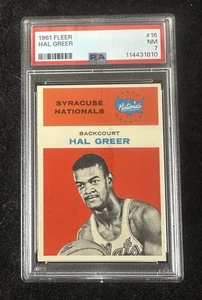 1961 FLEER #16
HAL GREER NM
PSA 7
114431810
SYRACUSE
NATIONALS
Nationals
BACKCOURT
HAL GREER